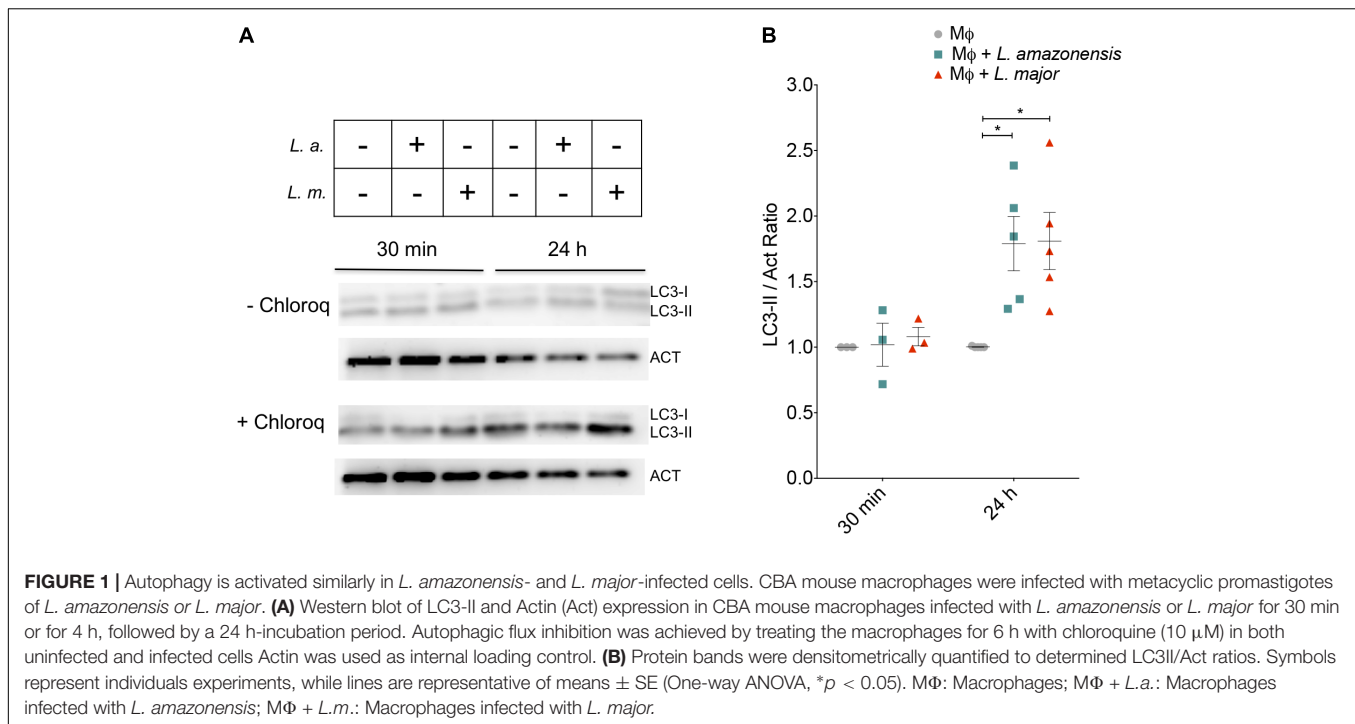 A
L. a. - + - - + -
L. m. - - + - - +
30 min 24 h
- Chloroq LC3-I
LC3-II
ACT
+ Chloroq LC3-I
LC3-II
ACT
B
Mφ
Mφ + L. amazonensis
Mφ + L. major
3.0
2.5
2.0
1.5
1.0
0.5
0.0
LC3-II / Act Ratio
* *
30 min 24 h
FIGURE 1 | Autophagy is activated similarly in L. amazonensis- and L. major-infected cells. CBA mouse macrophages were infected with metacyclic promastigotes
of L. amazonensis or L. major. (A) Western blot of LC3-II and Actin (Act) expression in CBA mouse macrophages infected with L. amazonensis or L. major for 30 min
or for 4 h, followed by a 24 h-incubation period. Autophagic flux inhibition was achieved by treating the macrophages for 6 h with chloroquine (10 μM) in both
uninfected and infected cells Actin was used as internal loading control. (B) Protein bands were densitometrically quantified to determined LC3II/Act ratios. Symbols
represent individuals experiments, while lines are representative of means ± SE (One-way ANOVA, *p < 0.05). MΦ: Macrophages; MΦ + L.a.: Macrophages
infected with L. amazonensis; MΦ + L.m.: Macrophages infected with L. major.